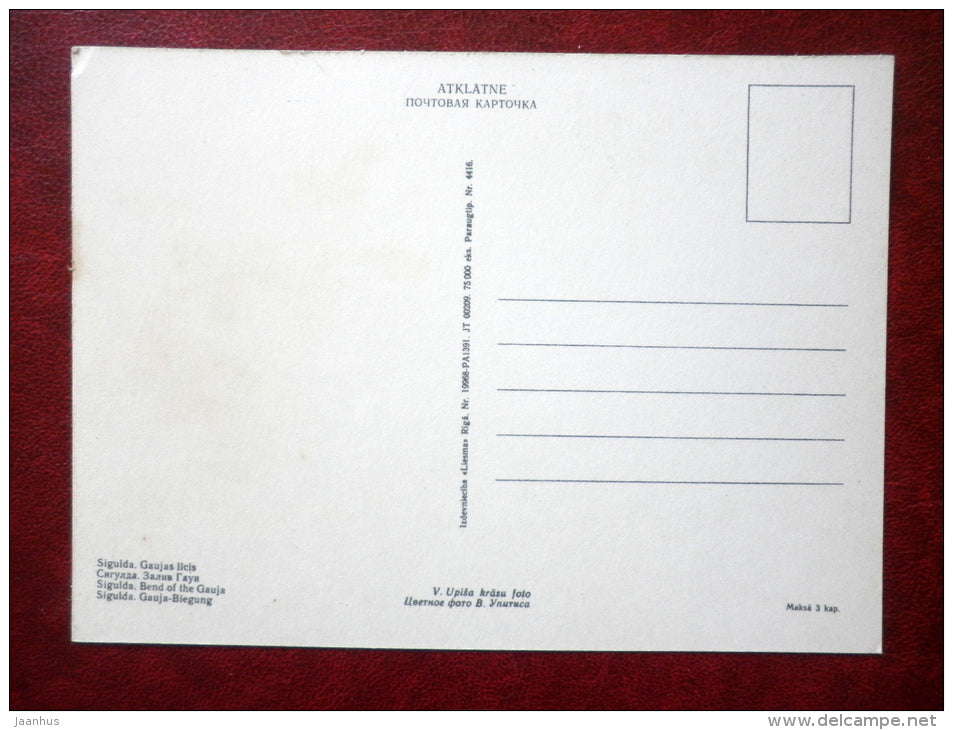 ATKLĀTNE
ПОЧТОВАЯ КАРТОЧКА
Izdevniecība «Liesma» Rīgā. Nr. 19968-PA1391. JT 00209. 75 000 eks. Paraugtip. Nr. 4416.
Sigulda. Gaujas līcis
Сигулда. Залив Гауя
Sigulda. Bend of the Gauja
Sigulda. Gauja-Biegung
V. Upīša krāsu foto
Цветное фото В. Упитиса
Maksā 3 kap.
jaanhus
delcampe.net